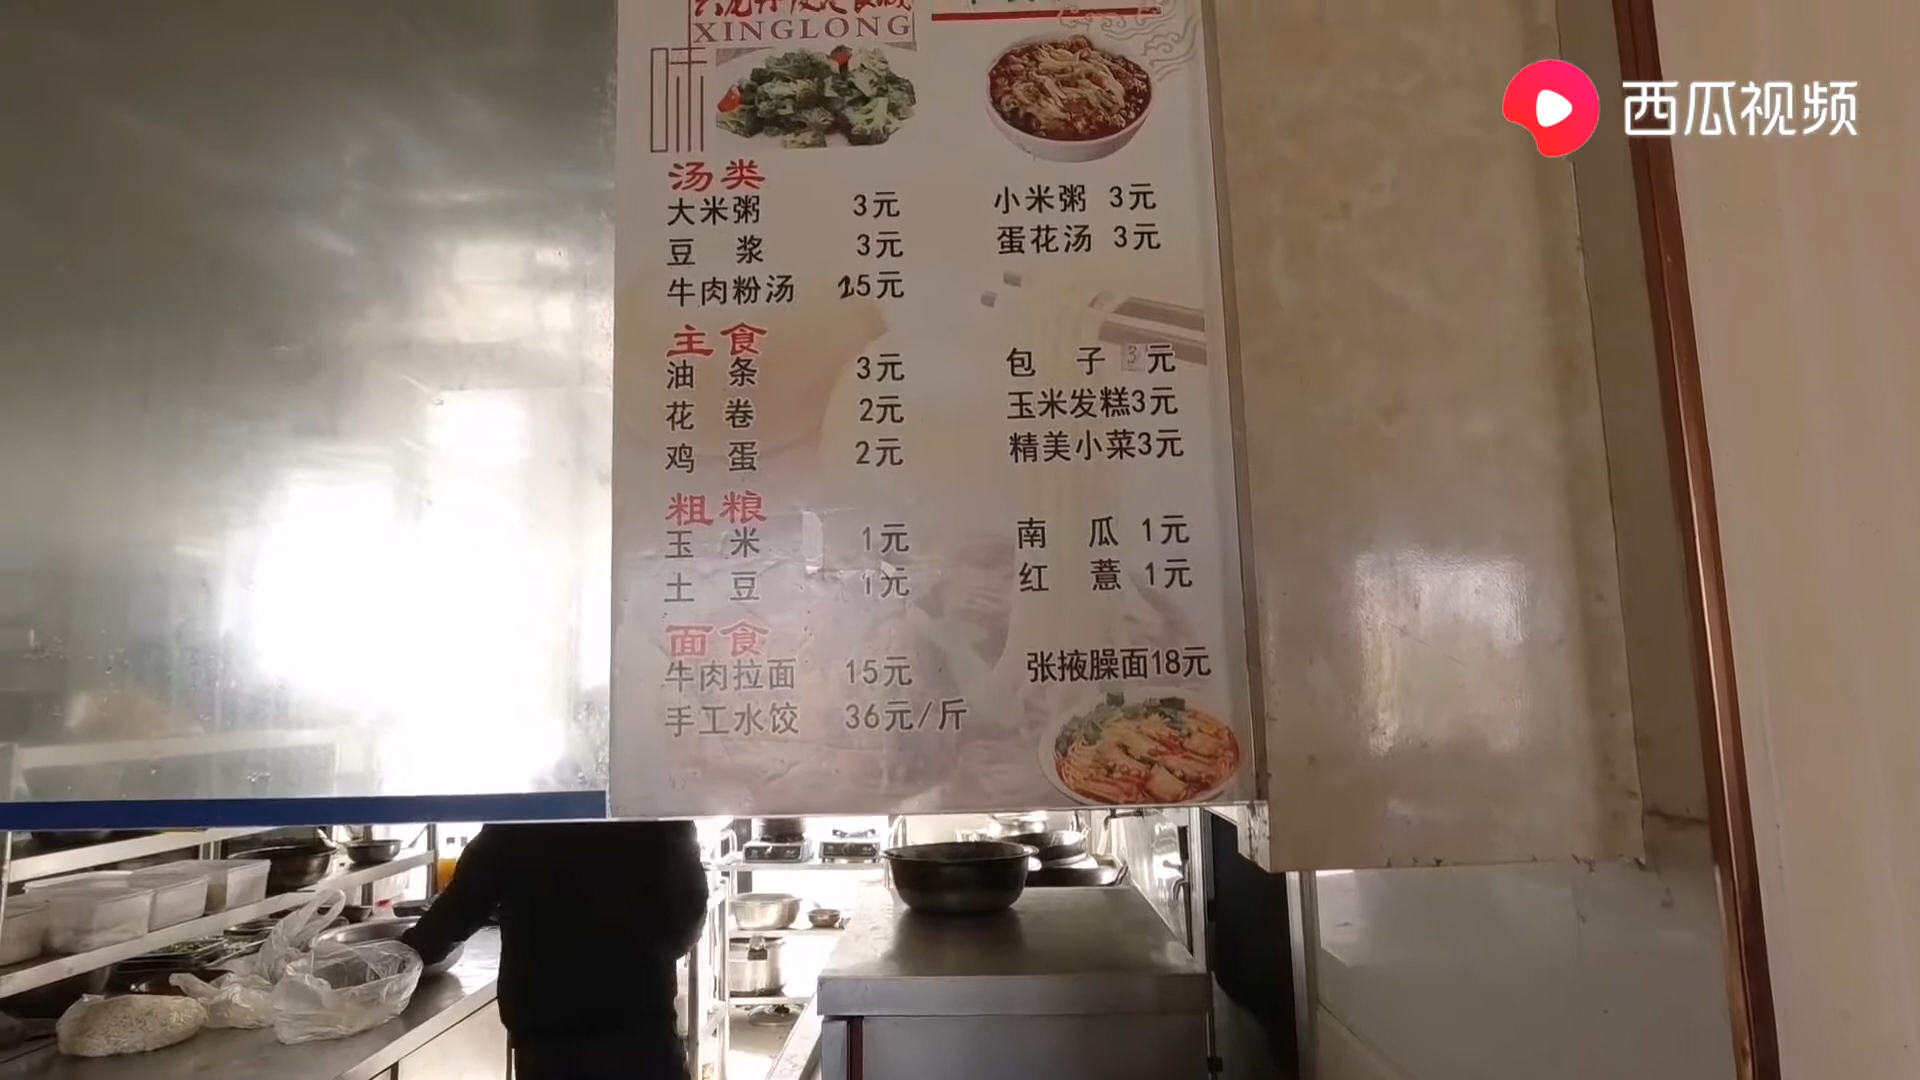 XINGLONG
味
西瓜视频
汤类
大米粥 3元 小米粥 3元
豆浆 3元 蛋花汤 3元
牛肉粉汤 15元
主食
油条 3元 包子 3元
花卷 2元 玉米发糕3元
鸡蛋 2元 精美小菜3元
粗粮
玉米 1元 南瓜 1元
土豆 1元 红薏 1元
面食
牛肉拉面 15元 张掖臊面18元
手工水饺 36元/斤